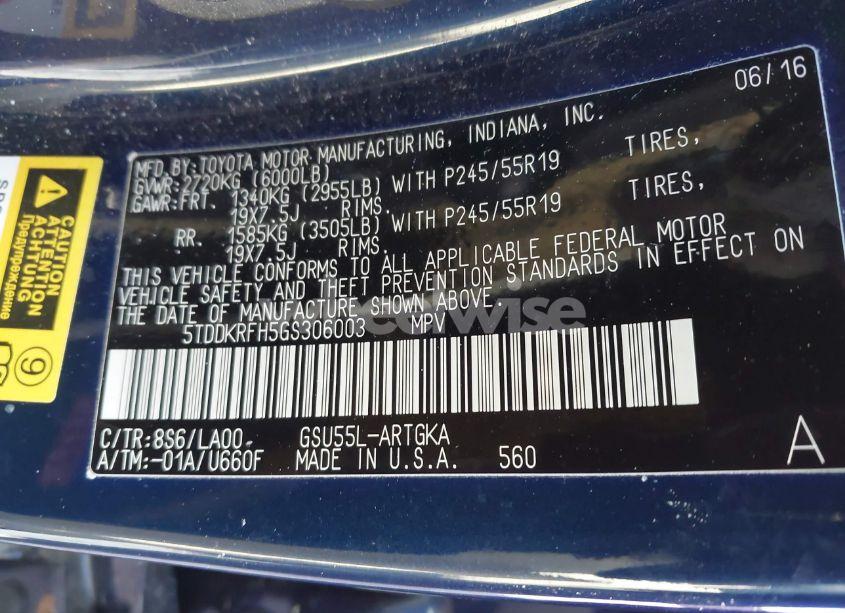 06/16
MFD.BY:TOYOTA MOTOR MANUFACTURING, INDIANA, INC.
GVWR:2720KG (6000LB)
GAWR:FRT. 1340KG (2955LB) WITH P245/55R19 TIRES,
19X7.5J RIMS.
RR. 1585KG (3505LB) WITH P245/55R19 TIRES,
19X7.5J RIMS.
THIS VEHICLE CONFORMS TO ALL APPLICABLE FEDERAL MOTOR
VEHICLE SAFETY AND THEFT PREVENTION STANDARDS IN EFFECT ON
THE DATE OF MANUFACTURE SHOWN ABOVE.
5TDDKRFH5GS306003 MPV
C/TR:8S6/LA00- GSU55L-ARTGKA
A/TM:-01A/U660F MADE IN U.S.A. 560
A
CAUTION
ATTENTION
ACHTUNG
Предупреждение
9